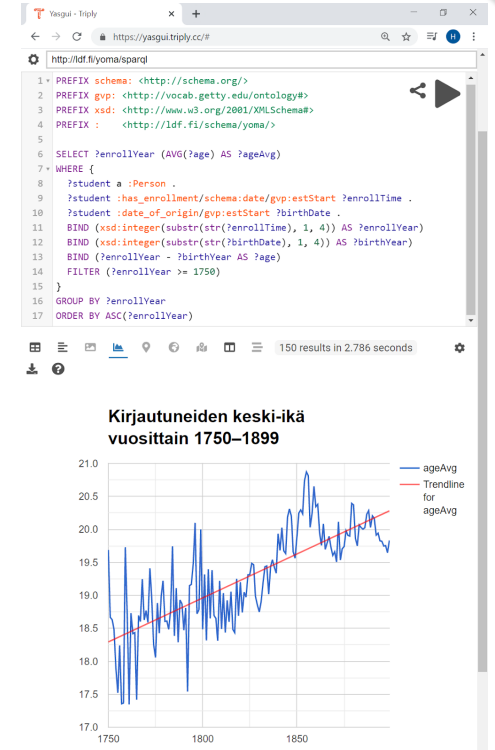 Yasgui - Triply
https://yasgui.triply.cc/#
H
http://ldf.fi/yoma/sparql
1 PREFIX schema: <http://schema.org/>
2 PREFIX gvp: <http://vocab.getty.edu/ontology#>
3 PREFIX xsd: <http://www.w3.org/2001/XMLSchema#>
4 PREFIX : <http://ldf.fi/schema/yoma/>
5
6 SELECT ?enrollYear (AVG(?age) AS ?ageAvg)
7 WHERE {
8 ?student a :Person .
9 ?student :has_enrollment/schema:date/gvp:estStart ?enrollTime .
10 ?student :date_of_origin/gvp:estStart ?birthDate .
11 BIND (xsd:integer(substr(str(?enrollTime), 1, 4)) AS ?enrollYear)
12 BIND (xsd:integer(substr(str(?birthDate), 1, 4)) AS ?birthYear)
13 BIND (?enrollYear - ?birthYear AS ?age)
14 FILTER (?enrollYear >= 1750)
15 }
16 GROUP BY ?enrollYear
17 ORDER BY ASC(?enrollYear)
150 results in 2.786 seconds
Kirjautuneiden keski-ikä
vuosittain 1750–1899
21.0
20.5
20.0
19.5
19.0
18.5
18.0
17.5
17.0
1750 1800 1850
ageAvg
Trendline
for
ageAvg